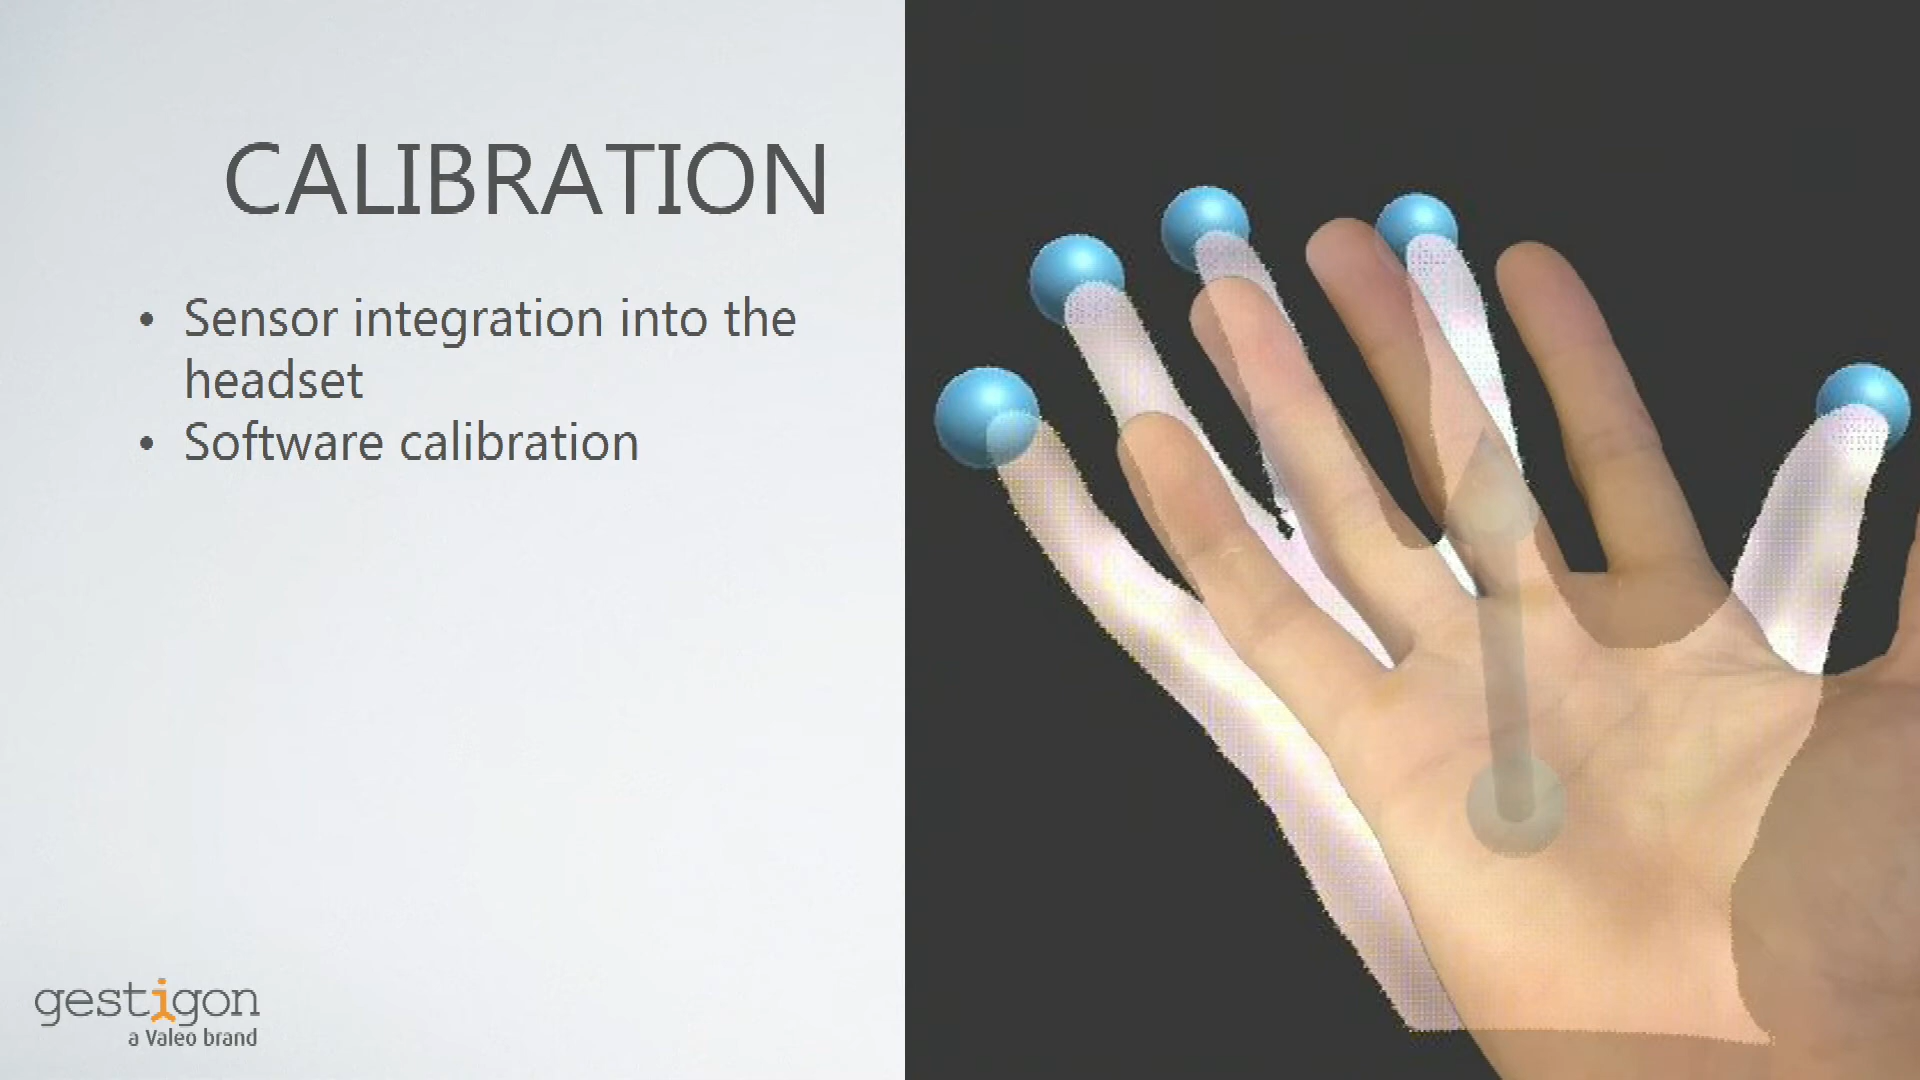 CALIBRATION
• Sensor integration into the
headset
• Software calibration
gestigon
a Valeo brand